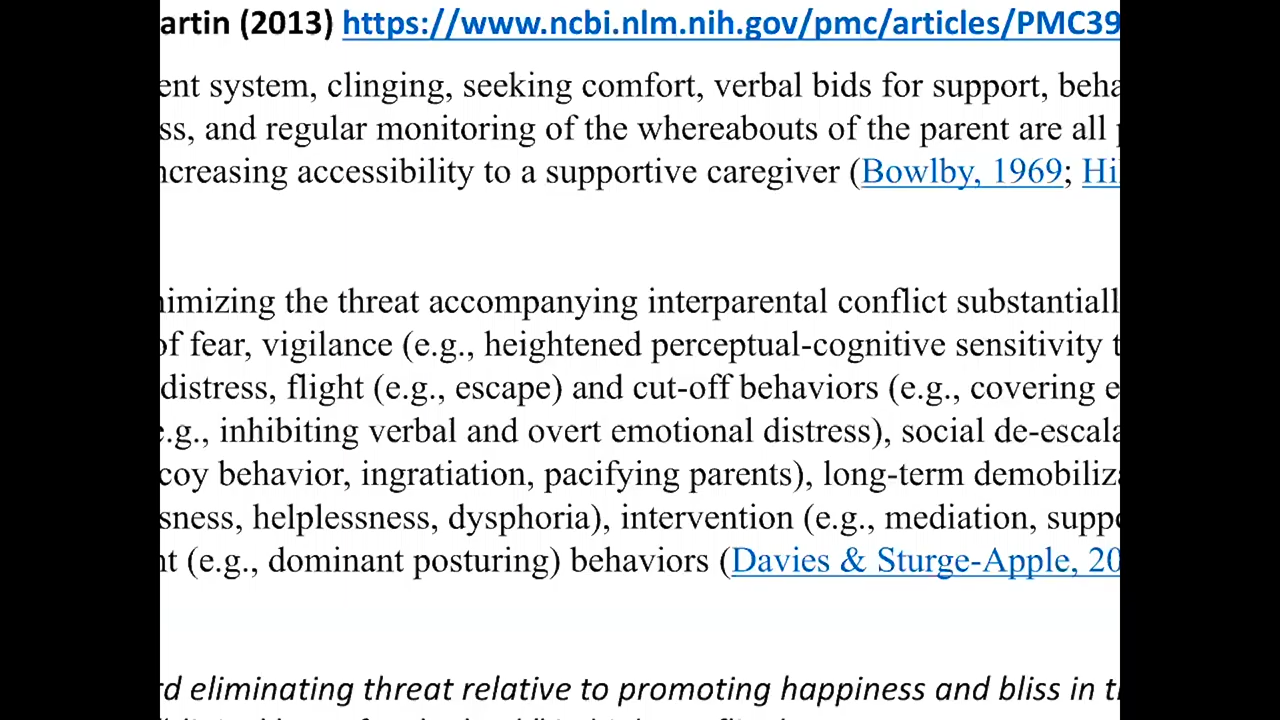 artin (2013) https://www.ncbi.nlm.nih.gov/pmc/articles/PMC39
ent system, clinging, seeking comfort, verbal bids for support, beha
ss, and regular monitoring of the whereabouts of the parent are all
ncreasing accessibility to a supportive caregiver (Bowlby, 1969; Hi
nimizing the threat accompanying interparental conflict substantiall
of fear, vigilance (e.g., heightened perceptual-cognitive sensitivity t
distress, flight (e.g., escape) and cut-off behaviors (e.g., covering e
e.g., inhibiting verbal and overt emotional distress), social de-escala
coy behavior, ingratiation, pacifying parents), long-term demobiliza
sness, helplessness, dysphoria), intervention (e.g., mediation, suppo
nt (e.g., dominant posturing) behaviors (Davies & Sturge-Apple, 20
rd eliminating threat relative to promoting happiness and bliss in th